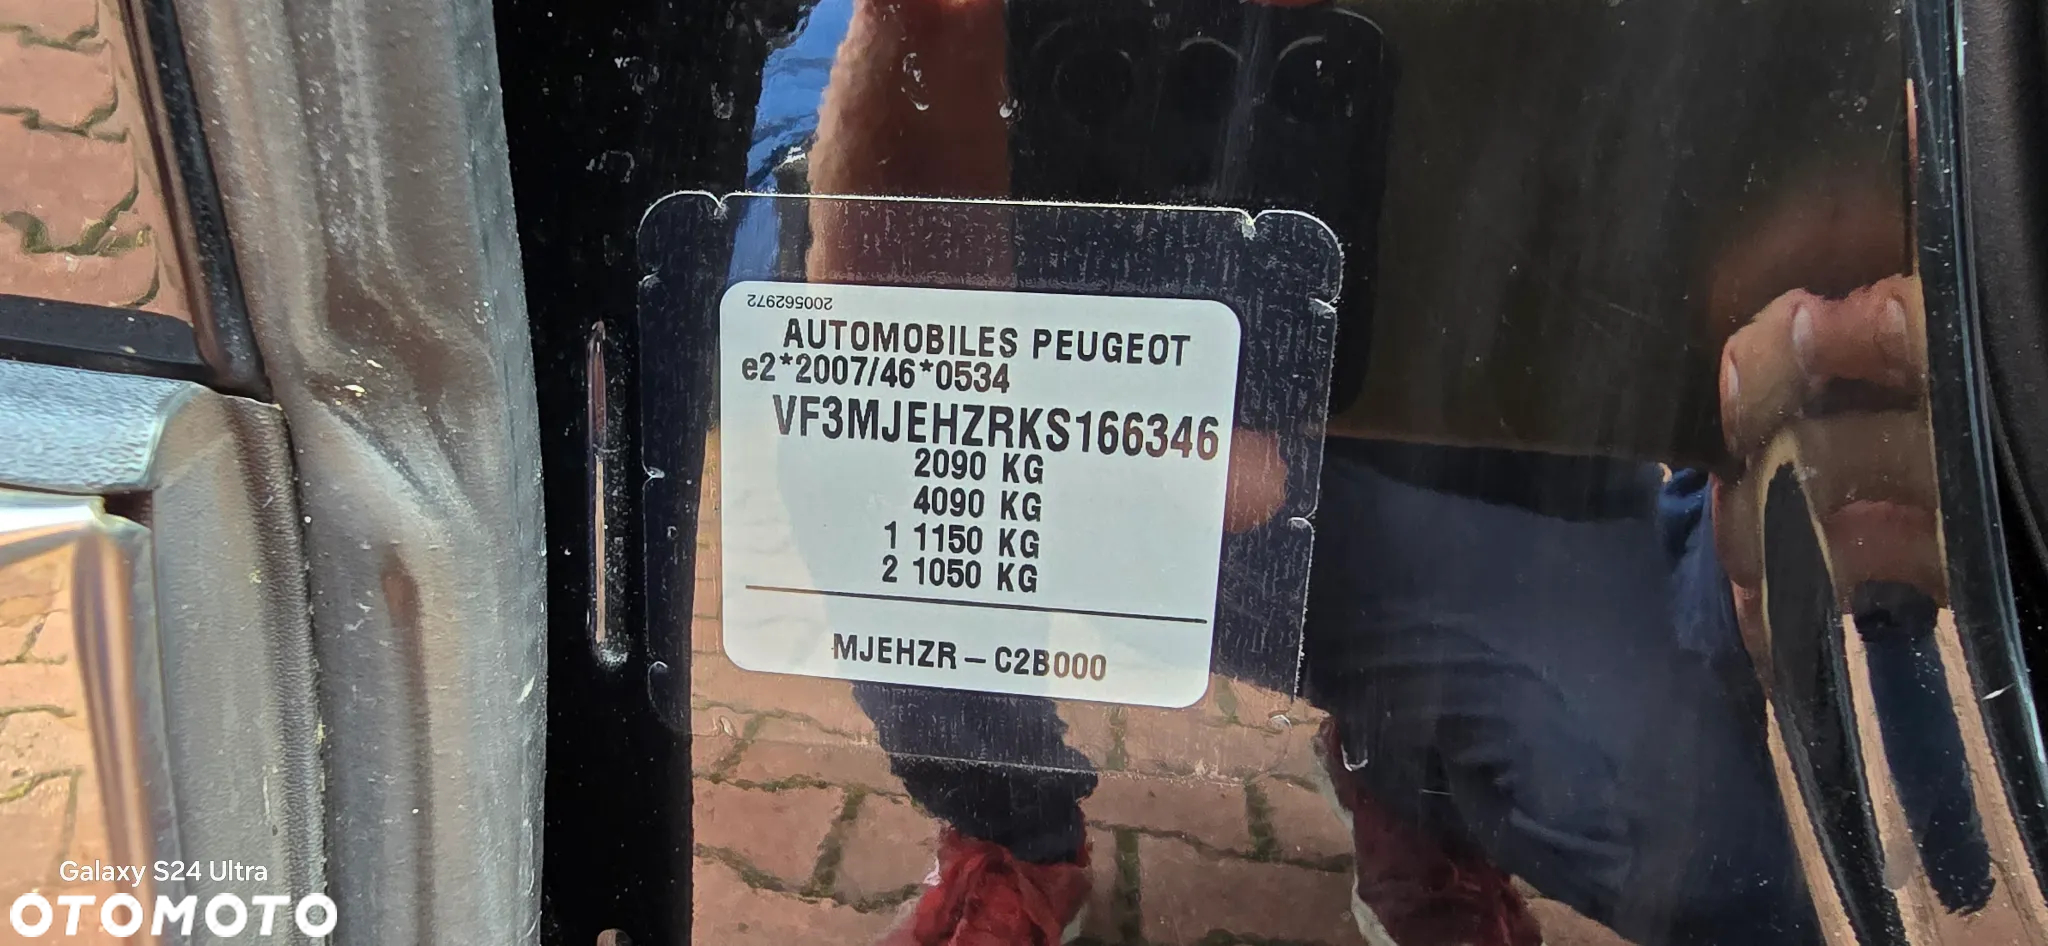 200562972
AUTOMOBILES PEUGEOT
e2*2007/46*0534
VF3MJEHZRKS166346
2090 KG
4090 KG
1 1150 KG
2 1050 KG
MJEHZR – C2B000
Galaxy S24 Ultra
OTOMOTO